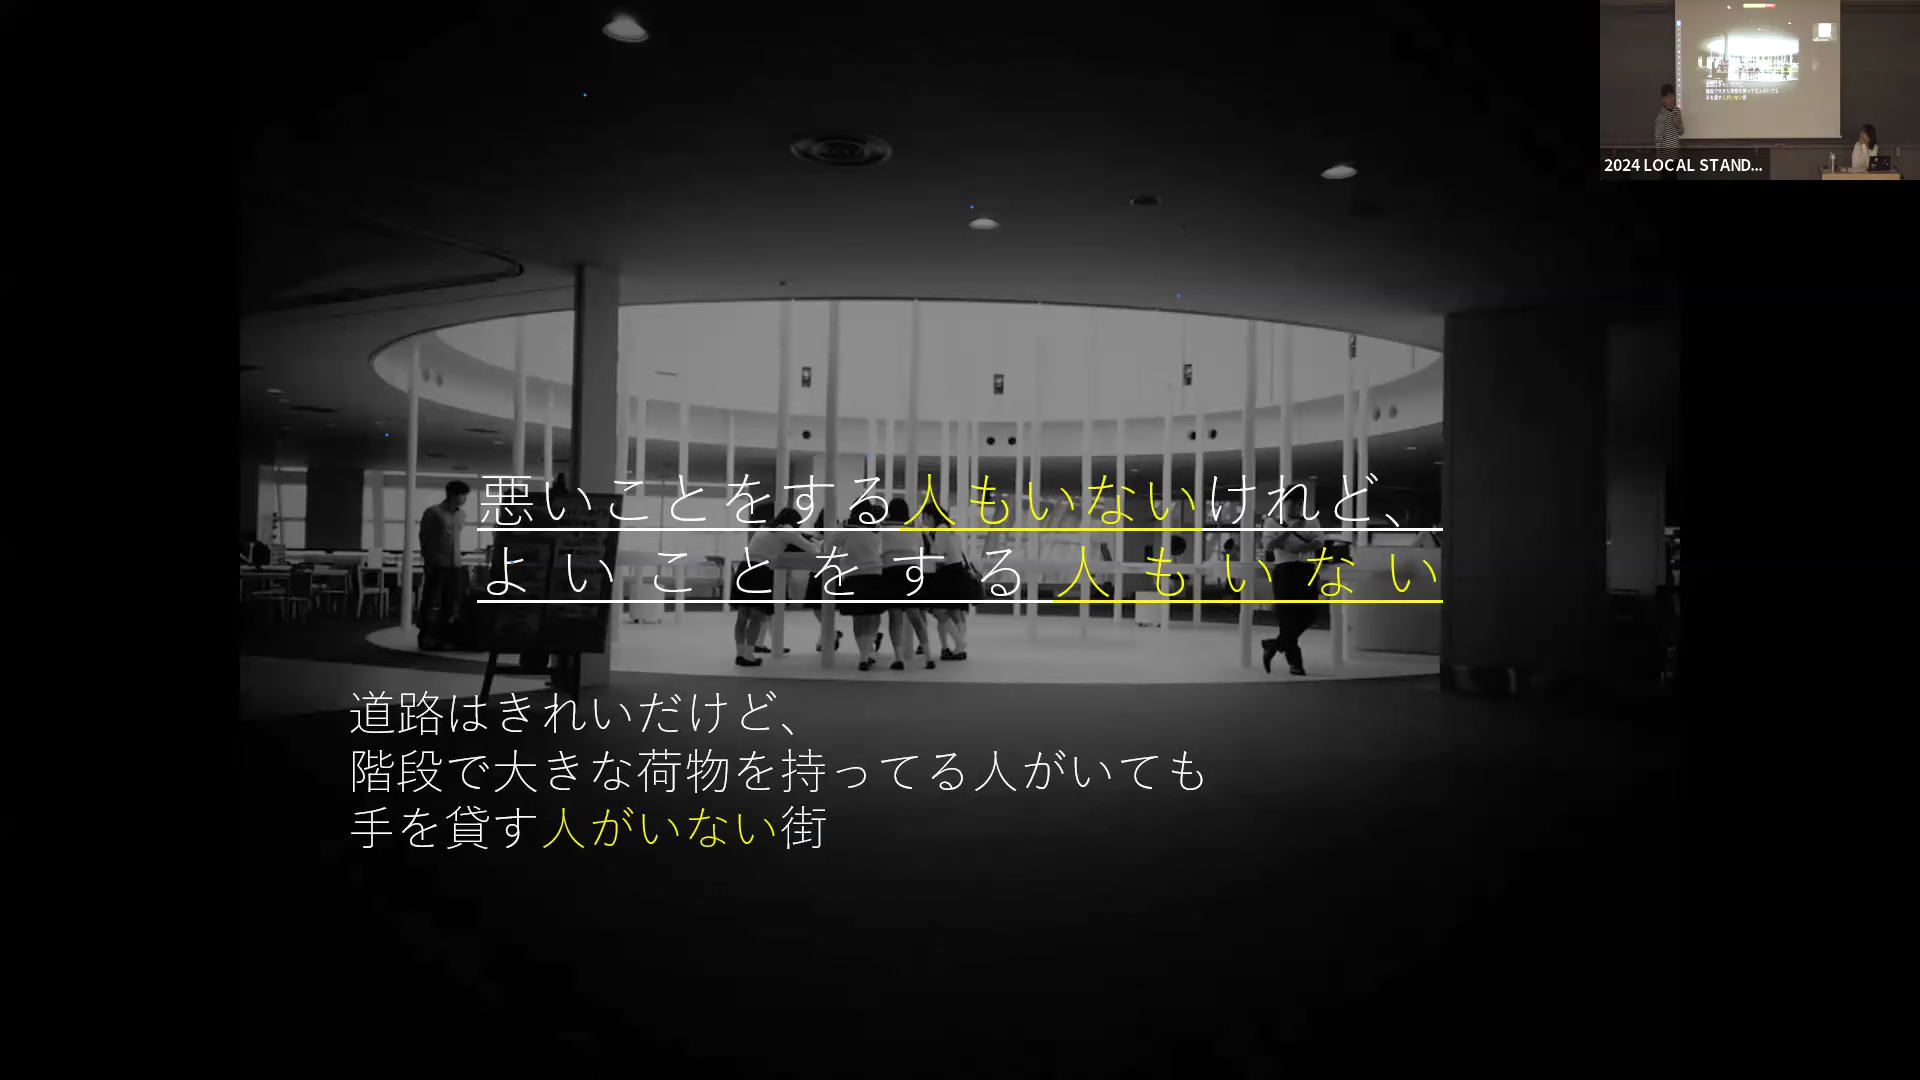 悪いことをする人もいないけれど、
よいことをする人もいない
道路はきれいだけど、
階段で大きな荷物を持ってる人がいても
手を貸す人がいない街
2024 LOCAL STAND...